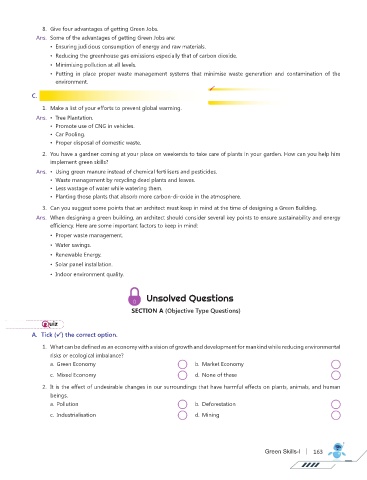 3. Give four advantages of getting Green Jobs.
Ans. Some of the advantages of getting Green Jobs are:
• Ensuring judicious consumption of energy and raw materials.
• Reducing the greenhouse gas emissions especially that of carbon dioxide.
• Minimising pollution at all levels.
• Putting in place proper waste management systems that minimise waste generation and contamination of the
environment.
C.
1. Make a list of your efforts to prevent global warming.
Ans. • Tree Plantation.
• Promote use of CNG in vehicles.
• Car Pooling.
• Proper disposal of domestic waste.
2. You have a gardner coming at your place on weekends to take care of plants in your garden. How can you help him
implement green skills?
Ans. • Using green manure instead of chemical fertilisers and pesticides.
• Waste management by recycling dead plants and leaves.
• Less wastage of water while watering them.
• Planting those plants that absorb more carbon-di-oxide in the atmosphere.
3. Can you suggest some points that an architect must keep in mind at the time of designing a Green Building.
Ans. When designing a green building, an architect should consider several key points to ensure sustainability and energy
efficiency. Here are some important factors to keep in mind:
• Proper waste management.
• Water savings.
• Renewable Energy.
• Solar panel installation.
• Indoor environment quality.
Unsolved Questions
SECTION A (Objective Type Questions)
Quiz
A. Tick (✓) the correct option.
1. What can be defined as an economy with a vision of growth and development for mankind while reducing environmental
risks or ecological imbalance?
a. Green Economy b. Market Economy
c. Mixed Economy d. None of these
2. It is the effect of undesirable changes in our surroundings that have harmful effects on plants, animals, and human
beings.
a. Pollution b. Deforestation
c. Industrialisation d. Mining
Green Skills-I | 163